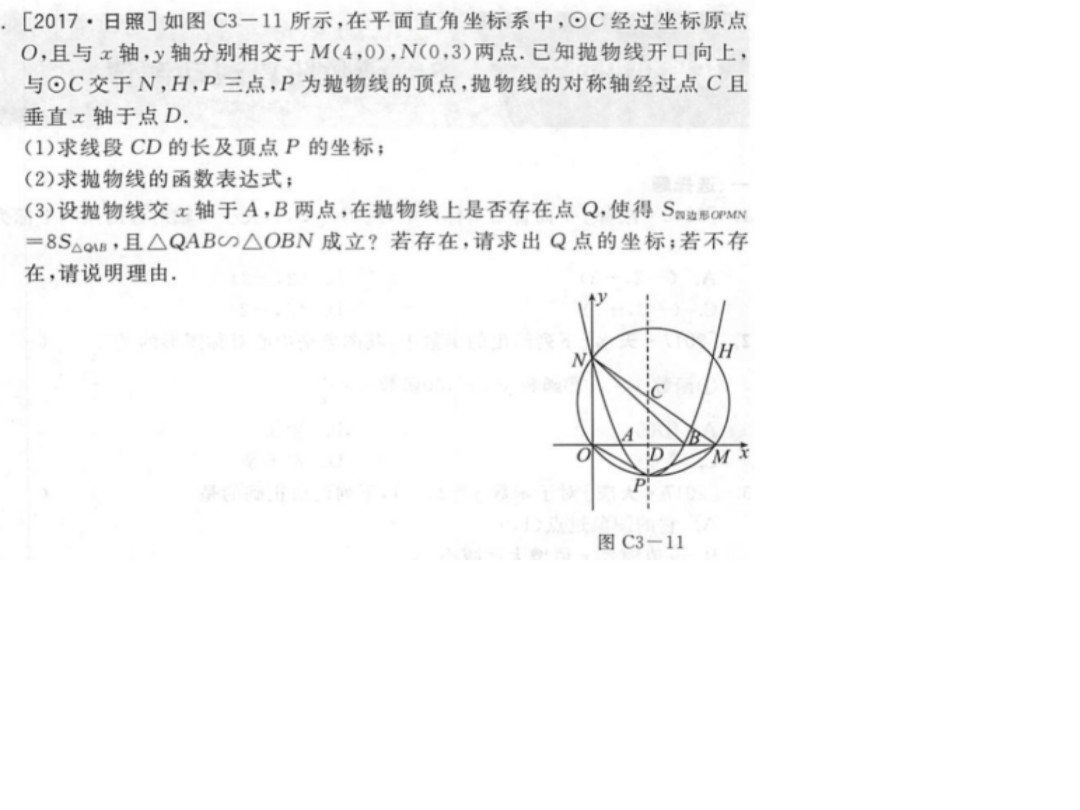 . [2017·日照]如图 C3-11 所示,在平面直角坐标系中,⊙C 经过坐标原点
O,且与 x 轴,y 轴分别相交于 M(4,0),N(0,3)两点.已知抛物线开口向上,
与⊙C 交于 N,H,P 三点,P 为抛物线的顶点,抛物线的对称轴经过点 C 且
垂直 x 轴于点 D.
(1)求线段 CD 的长及顶点 P 的坐标;
(2)求抛物线的函数表达式;
(3)设抛物线交 x 轴于 A,B 两点,在抛物线上是否存在点 Q,使得 S四边形OPMN
=8S△QAB,且△QAB∽△OBN 成立?若存在,请求出 Q 点的坐标;若不存
在,请说明理由.
y
N
H
C
A
B
O
D
M
x
P
图 C3-11